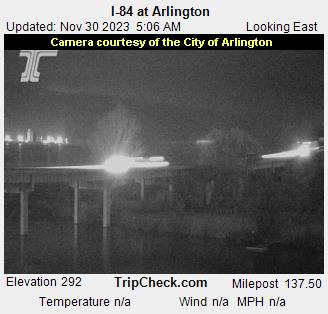 I-84 at Arlington
Updated: Nov 30 2023 5:06 AM Looking East
Camera courtesy of the City of Arlington
Elevation 292 TripCheck.com Milepost 137.50
Temperature n/a Wind n/a MPH n/a